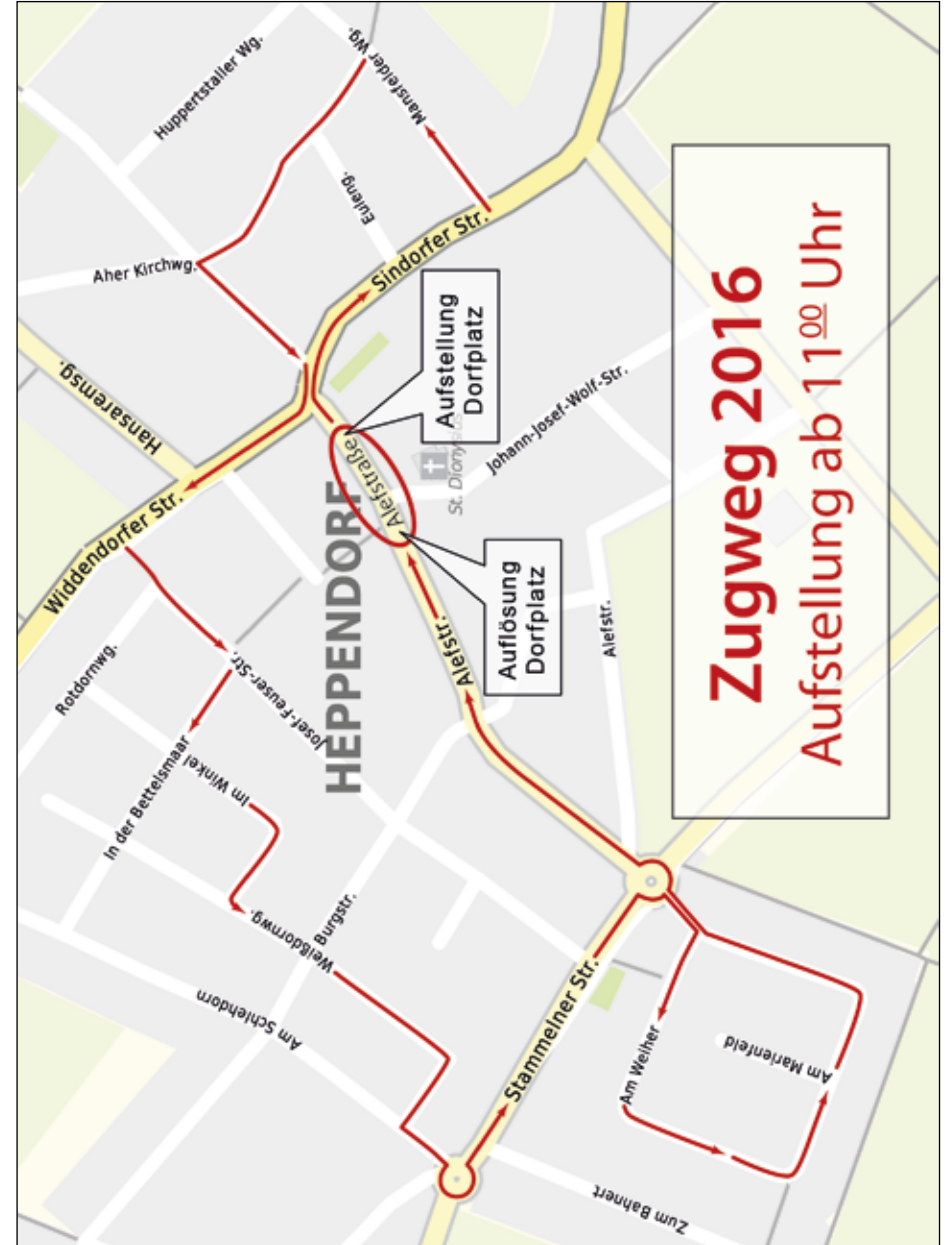 Huppertstaller Wg.
Mansfelder Wg.
Euleng.
Aher Kirchwg.
Sindorfer Str.
Hansaremsg.
Widdendorfer Str.
Aufstellung
Dorfplatz
Alefstraße
Alefstraße
HEPPENDORF
St. Dionysius
Johann-Josef-Wolf-Str.
Auflösung
Dorfplatz
Alefstr.
Alefstr.
Rotdornwg.
Josef-Feuser-Str.
In der Bettelsmaar
Im Winkel
Weißdornwg.
Burgstr.
Am Schlehdorn
Stammelner Str.
Am Weiher
Am Marienfeld
Zum Bahnert
Zugweg 2016
Aufstellung ab 11⁰⁰ Uhr